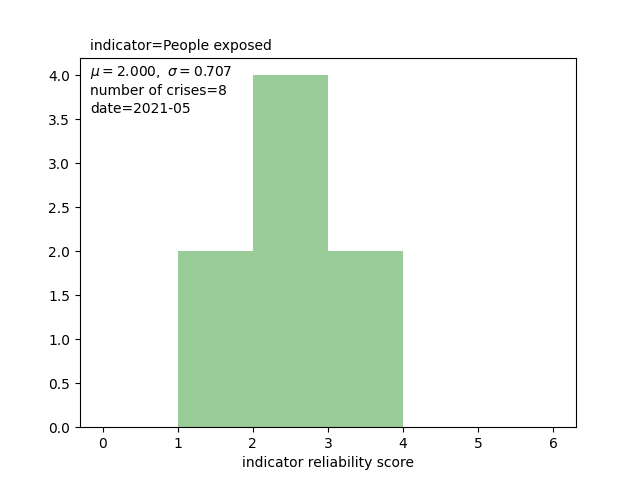 indicator=People exposed
μ = 2.000, σ = 0.707
number of crises=8
date=2021-05
4.0
3.5
3.0
2.5
2.0
1.5
1.0
0.5
0.0
0 1 2 3 4 5 6
indicator reliability score